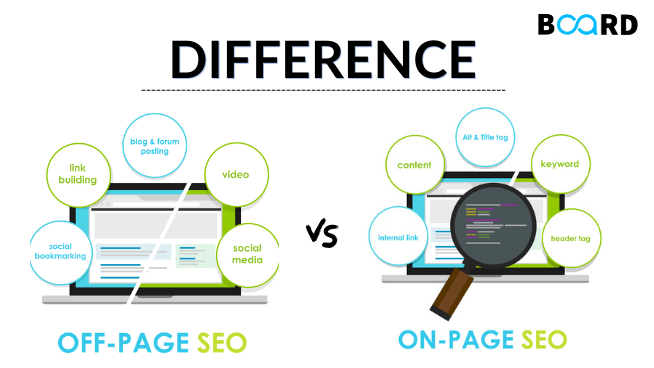 BOARD
DIFFERENCE
blog & forum
posting
link
building
video
social
bookmarking
social
media
OFF-PAGE SEO
VS
Alt & Title tag
content
keyword
internal link
header tag
ON-PAGE SEO